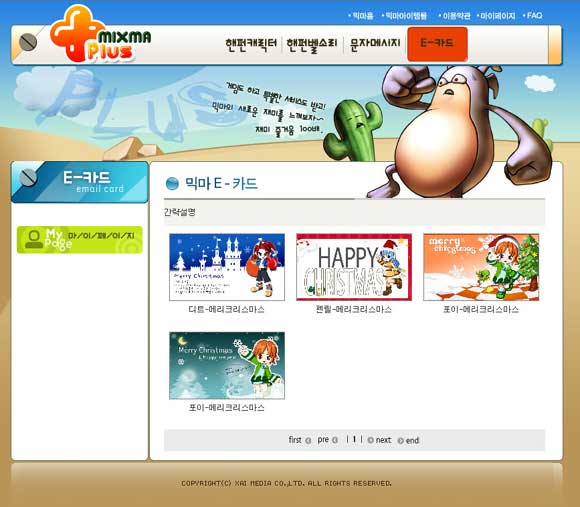 • 믹마홈 • 믹마아이템몰 • 이용약관 • 마이페이지 • FAQ
MIXMA
Plus
핸펀캐릭터 핸펀벨소리 문자메시지 E-카드
PLUS
게임도 하고 특별한 서비스도 받고!
믹마의 새로운 재미를 느껴보자~
재미 즐거움 100배.
E-카드
email card
My
Page
마/이/페/이/지
믹마 E - 카드
간략설명
Merry Christmas
HAPPY
CHRISTMAS
merry
christmas
디트-메리크리스마스
펜릴-메리크리스마스
포이-메리크리스마스
Merry Christmas
& happy new year
포이-메리크리스마스
first pre | 1 | next end
COPYRIGHT(C) XAI MEDIA CO.,LTD. ALL RIGHTS RESERVED.